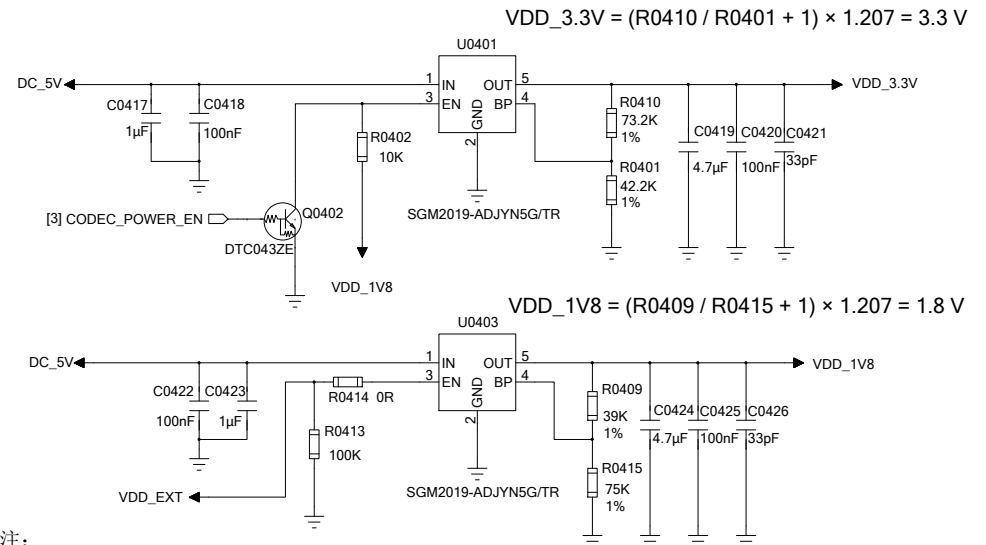 VDD_3.3V = (R0410 / R0401 + 1) × 1.207 = 3.3 V
U0401
DC_5V
1
IN
OUT
5
VDD_3.3V
3
EN
BP
4
GND
2
C0417
1µF
C0418
100nF
R0402
10K
R0410
73.2K
1%
R0401
42.2K
1%
C0419
4.7µF
C0420
100nF
C0421
33pF
SGM2019-ADJYN5G/TR
[3] CODEC_POWER_EN
Q0402
DTC043ZE
VDD_1V8
VDD_1V8 = (R0409 / R0415 + 1) × 1.207 = 1.8 V
U0403
DC_5V
1
IN
OUT
5
VDD_1V8
3
EN
BP
4
GND
2
C0422
100nF
C0423
1µF
R0414 0R
R0413
100K
R0409
39K
1%
R0415
75K
1%
C0424
4.7µF
C0425
100nF
C0426
33pF
SGM2019-ADJYN5G/TR
VDD_EXT
注：